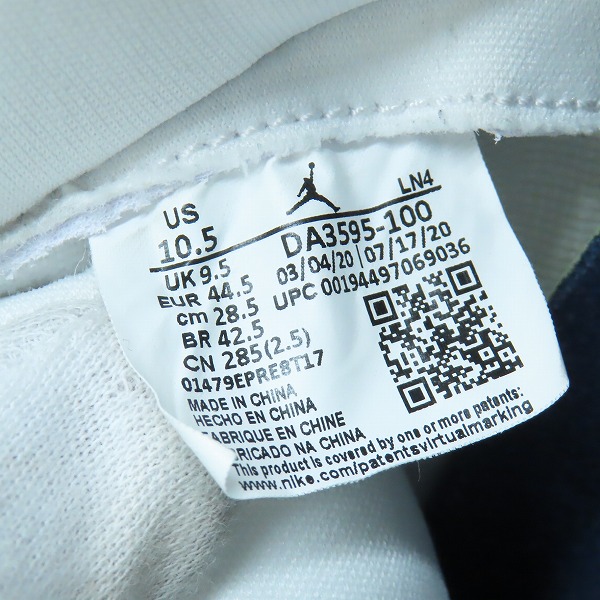 US
10.5
LN4
DA3595-100
03/04/20 07/17/20
UPC 00194497069036
UK 9.5
EUR 44.5
cm 28.5
BR 42.5
CN 285(2.5)
01479EPRE8T17
MADE IN CHINA
HECHO EN CHINA
FABRIQUE EN CHINE
FABRICADO NA CHINA
This product is covered by one or more patents:
www.nike.com/patentsvirtualmarking